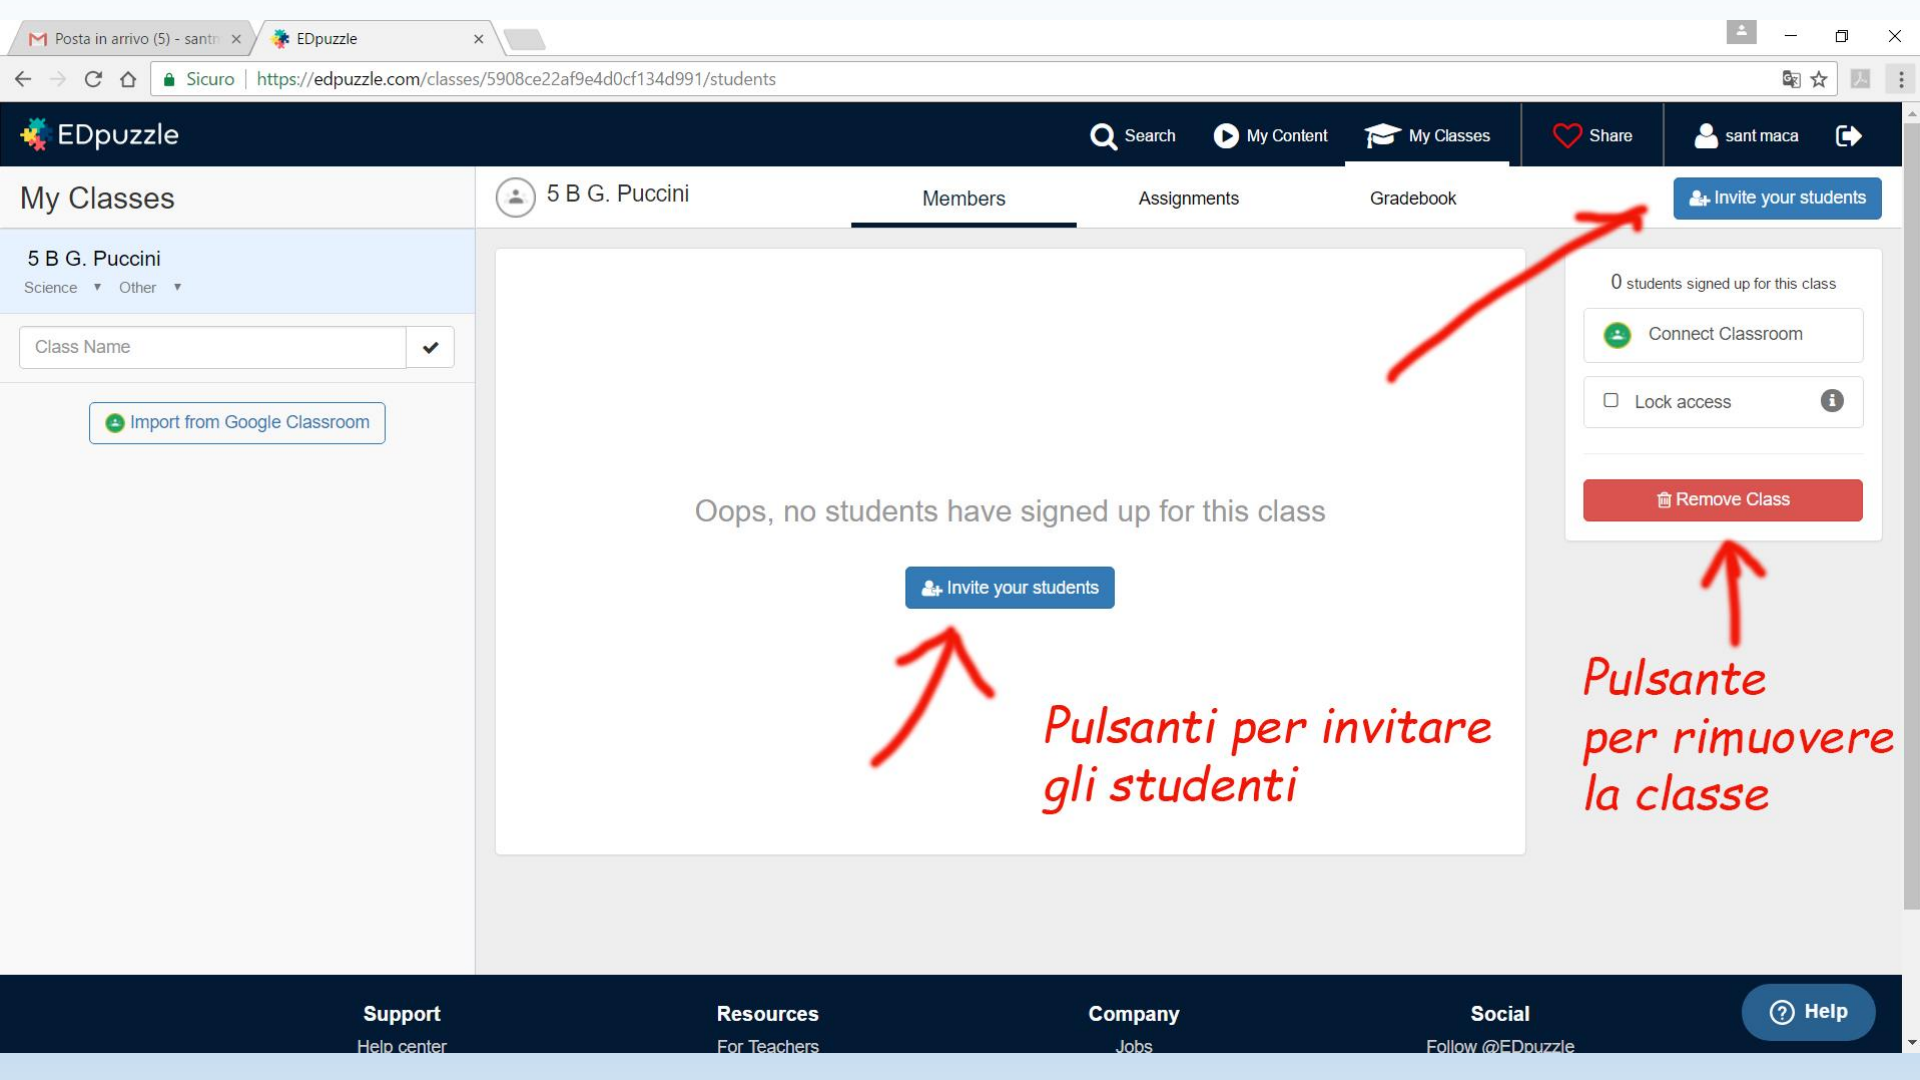 Posta in arrivo (5) - santm
EDpuzzle
Sicuro | https://edpuzzle.com/classes/5908ce22af9e4d0cf134d991/students
EDpuzzle
Search
My Content
My Classes
Share
sant maca
My Classes
5 B G. Puccini
Members
Assignments
Gradebook
Invite your students
5 B G. Puccini
Science
Other
Class Name
Import from Google Classroom
0 students signed up for this class
Connect Classroom
Lock access
Remove Class
Oops, no students have signed up for this class
Invite your students
Pulsanti per invitare
gli studenti
Pulsante
per rimuovere
la classe
Support
Resources
Company
Social
Help center
For Teachers
Jobs
Follow @EDpuzzle
Help